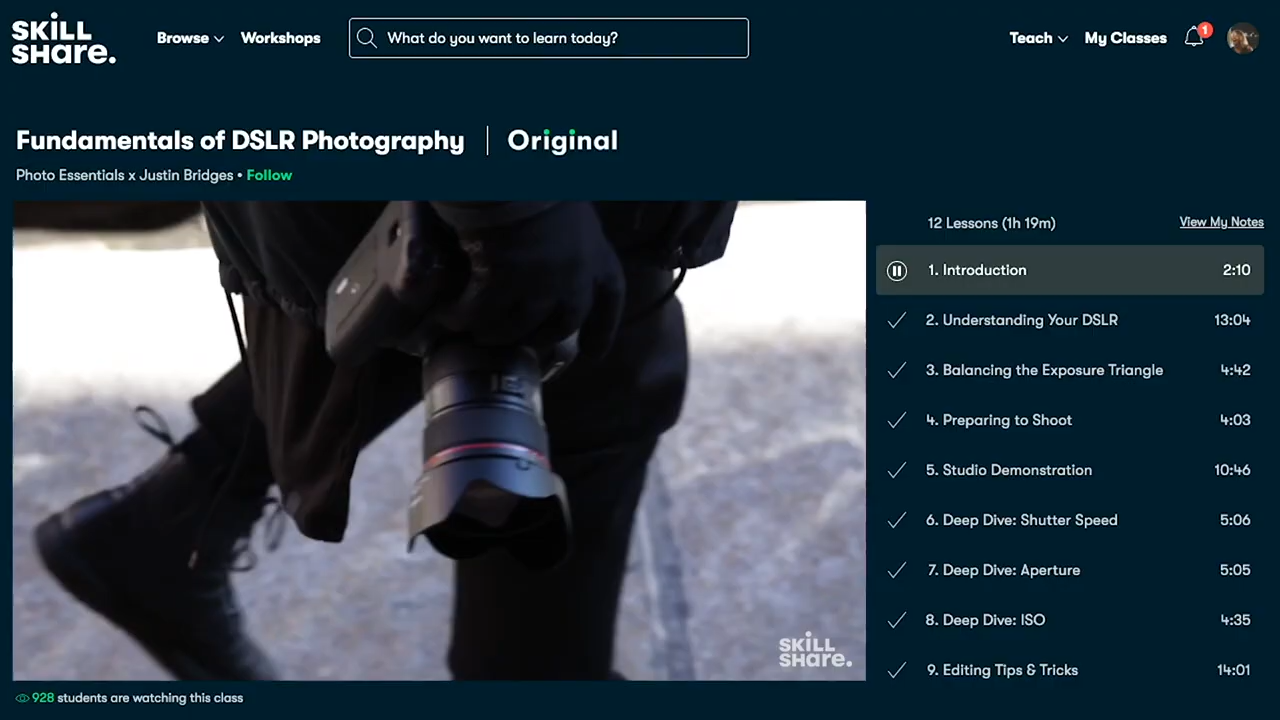 SKILL
SHARE.
Browse
Workshops
What do you want to learn today?
Teach
My Classes
1
Fundamentals of DSLR Photography | Original
Photo Essentials x Justin Bridges • Follow
12 Lessons (1h 19m)
View My Notes
1. Introduction 2:10
2. Understanding Your DSLR 13:04
3. Balancing the Exposure Triangle 4:42
4. Preparing to Shoot 4:03
5. Studio Demonstration 10:46
6. Deep Dive: Shutter Speed 5:06
7. Deep Dive: Aperture 5:05
8. Deep Dive: ISO 4:35
9. Editing Tips & Tricks 14:01
SKILL
SHARE.
928 students are watching this class